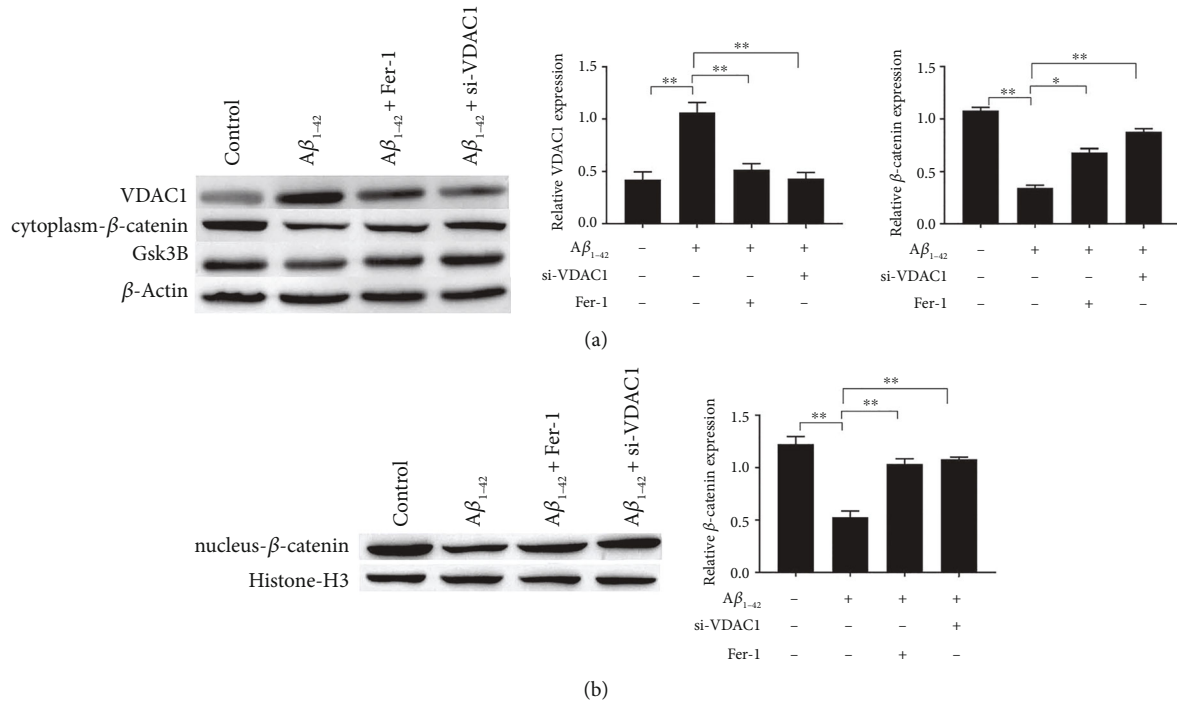 Control
Aβ1–42
Aβ1–42 + Fer-1
Aβ1–42 + si-VDAC1
VDAC1
cytoplasm-β-catenin
Gsk3B
β-Actin
Relative VDAC1 expression
1.5
1.0
0.5
0.0
** ** **
Aβ1–42 – + + +
si-VDAC1 – – – +
Fer-1 – – + –
Relative β-catenin expression
1.5
1.0
0.5
0.0
** * **
Aβ1–42 – + + +
si-VDAC1 – – – +
Fer-1 – – + –
(a)
Control
Aβ1–42
Aβ1–42 + Fer-1
Aβ1–42 + si-VDAC1
nucleus-β-catenin
Histone-H3
Relative β-catenin expression
1.5
1.0
0.5
0.0
** ** **
Aβ1–42 – + + +
si-VDAC1 – – – +
Fer-1 – – + –
(b)